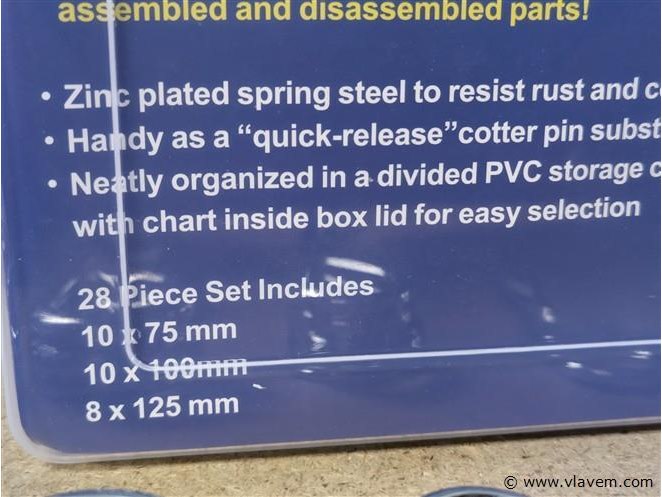 assembled and disassembled parts!
• Zinc plated spring steel to resist rust and
• Handy as a “quick-release”cotter pin
• Neatly organized in a divided PVC storage
with chart inside box lid for easy selection
28 Piece Set Includes
10 x 75 mm
10 x 100mm
8 x 125 mm
© www.vlavem.com